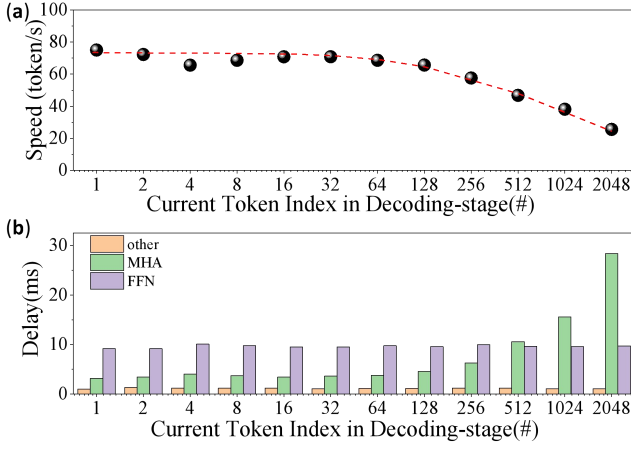 (a)
100
80
60
40
20
0
Speed (token/s)
1 2 4 8 16 32 64 128 256 512 1024 2048
Current Token Index in Decoding-stage(#)
(b)
30
20
10
0
Delay(ms)
other
MHA
FFN
1 2 4 8 16 32 64 128 256 512 1024 2048
Current Token Index in Decoding-stage(#)